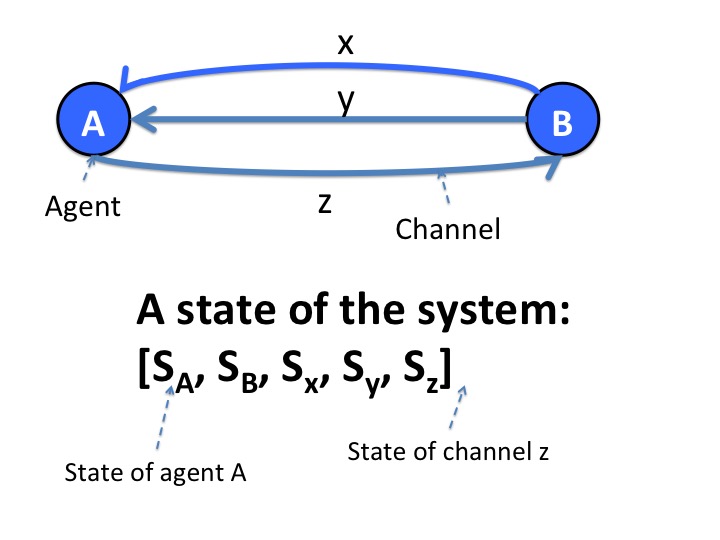 x
y
A
B
Agent
z
Channel
A state of the system:
[S_A, S_B, S_x, S_y, S_z]
State of channel z
State of agent A